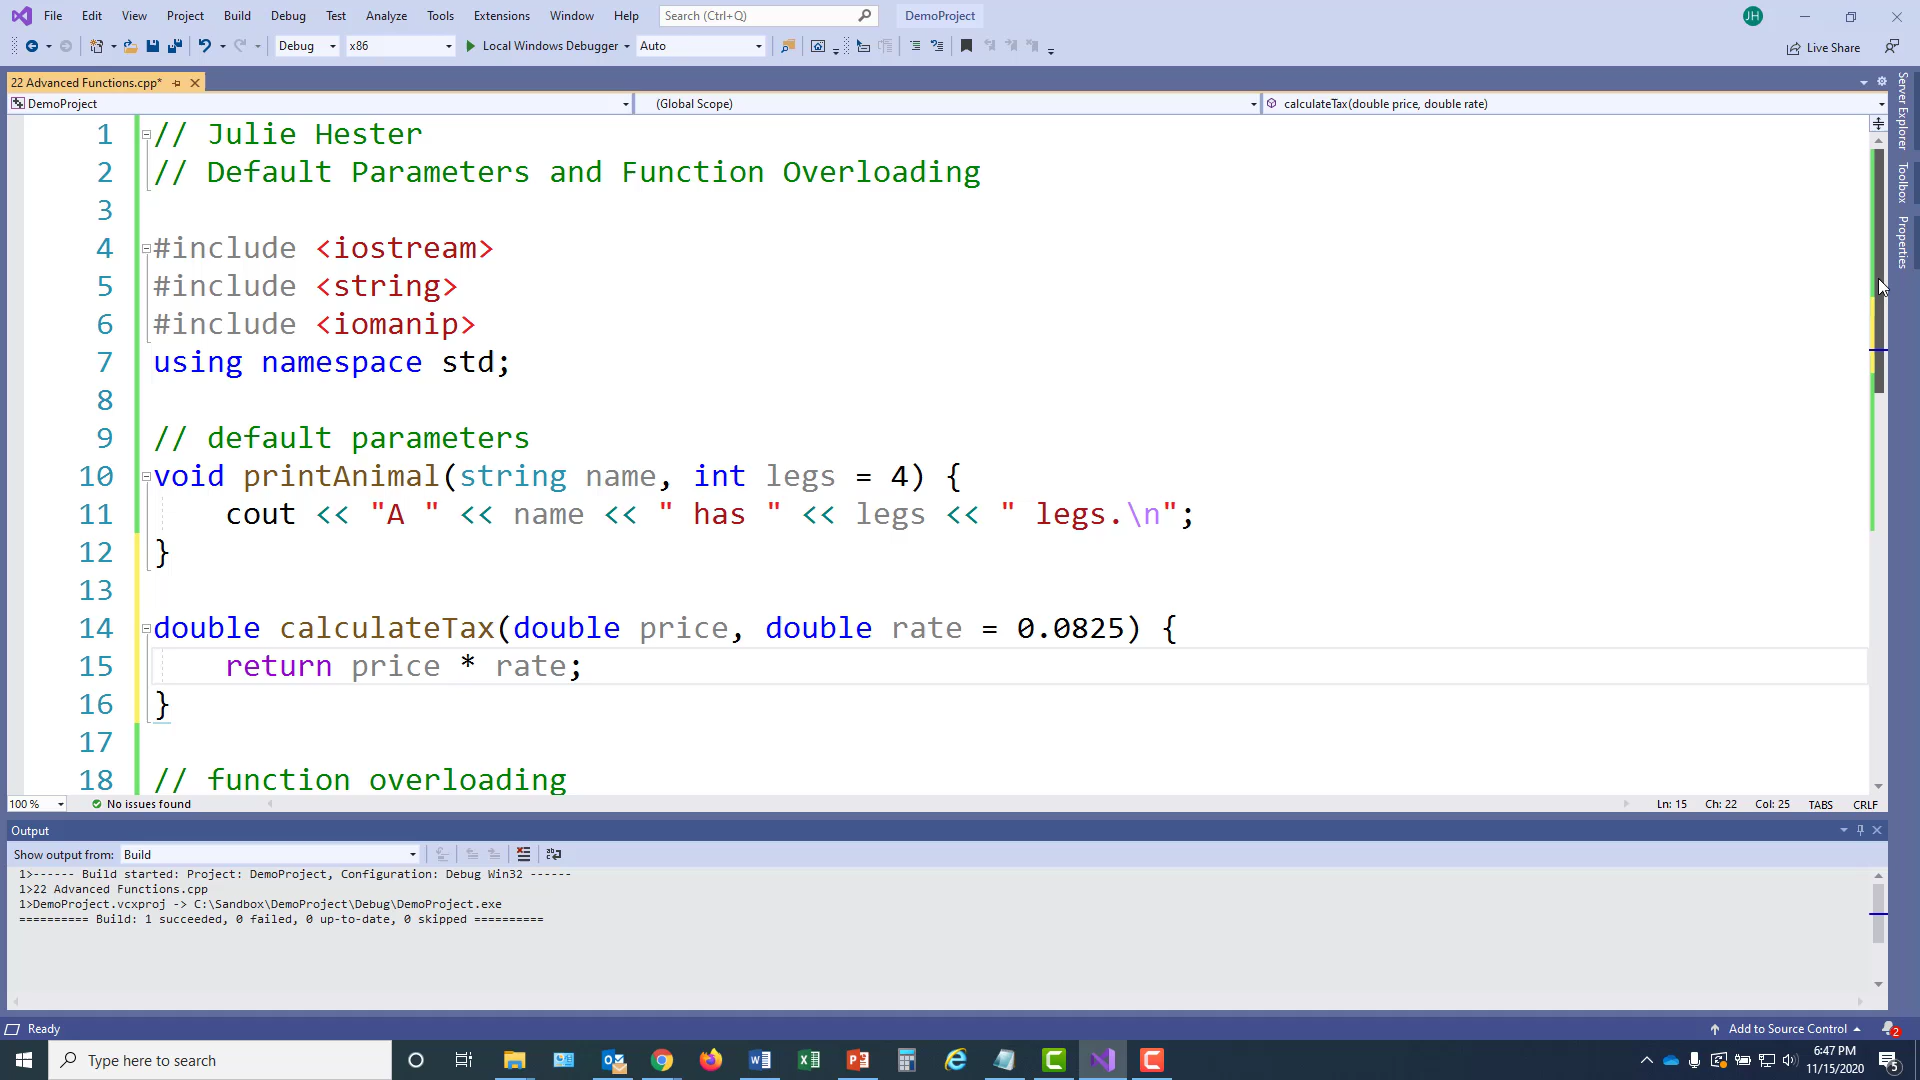 File Edit View Project Build Debug Test Analyze Tools Extensions Window Help Search (Ctrl+Q) DemoProject JH
Debug x86 Local Windows Debugger Auto Live Share
22 Advanced Functions.cpp*
DemoProject (Global Scope) calculateTax(double price, double rate)
1 // Julie Hester
2 // Default Parameters and Function Overloading
3
4 #include <iostream>
5 #include <string>
6 #include <iomanip>
7 using namespace std;
8
9 // default parameters
10 void printAnimal(string name, int legs = 4) {
11 cout << "A " << name << " has " << legs << " legs.\n";
12 }
13
14 double calculateTax(double price, double rate = 0.0825) {
15 return price * rate;
16 }
17
18 // function overloading
100 % No issues found Ln: 15 Ch: 22 Col: 25 TABS CRLF
Output
Show output from: Build
1>------ Build started: Project: DemoProject, Configuration: Debug Win32 ------
1>22 Advanced Functions.cpp
1>DemoProject.vcxproj -> C:\Sandbox\DemoProject\Debug\DemoProject.exe
========== Build: 1 succeeded, 0 failed, 0 up-to-date, 0 skipped ==========
Ready Add to Source Control 2
Type here to search
6:47 PM
11/15/2020
5
Server Explorer
Toolbox
Properties